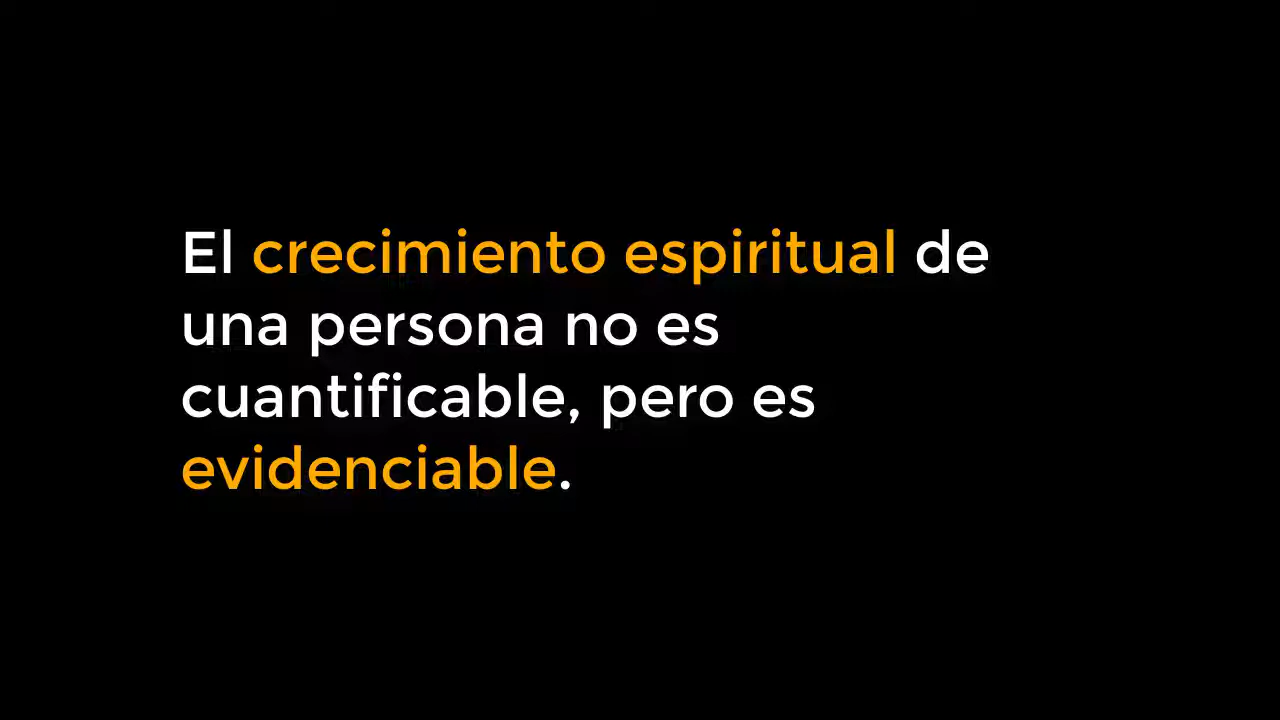 El crecimiento espiritual de
una persona no es
cuantificable, pero es
evidenciable.